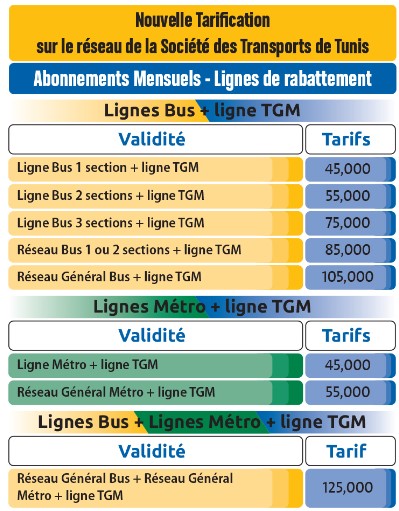 Nouvelle Tarification
sur le réseau de la Société des Transports de Tunis
Abonnements Mensuels - Lignes de rabattement
Lignes Bus + ligne TGM
Validité Tarifs
Ligne Bus 1 section + ligne TGM 45,000
Ligne Bus 2 sections + ligne TGM 55,000
Ligne Bus 3 sections + ligne TGM 75,000
Réseau Bus 1 ou 2 sections + ligne TGM 85,000
Réseau Général Bus + ligne TGM 105,000
Lignes Métro + ligne TGM
Validité Tarifs
Ligne Métro + ligne TGM 45,000
Réseau Général Métro + ligne TGM 55,000
Lignes Bus + Lignes Métro + ligne TGM
Validité Tarif
Réseau Général Bus + Réseau Général
Métro + ligne TGM 125,000